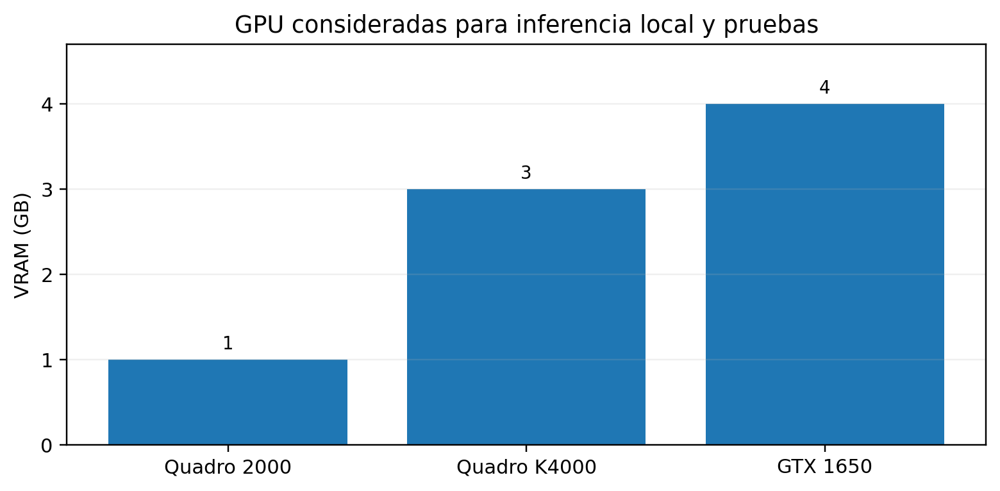 GPU consideradas para inferencia local y pruebas
VRAM (GB)
4
3
2
1
0
1
3
4
Quadro 2000
Quadro K4000
GTX 1650